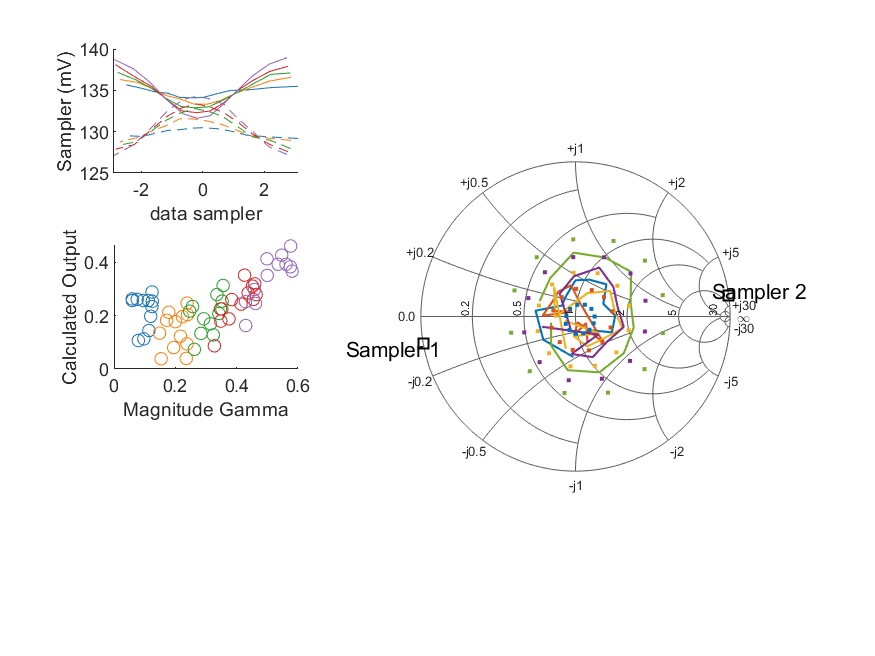 140
135
130
125
Sampler (mV)
-2 0 2
data sampler
0.4
0.2
0
Calculated Output
0 0.2 0.4 0.6
Magnitude Gamma
+j1
+j0.5 +j2
+j0.2 +j5
Sampler 2
+j30
0.0 0.2 0.5 1 2 5 30 ∞
-j30
Sampler 1
-j0.2 -j5
-j0.5 -j2
-j1